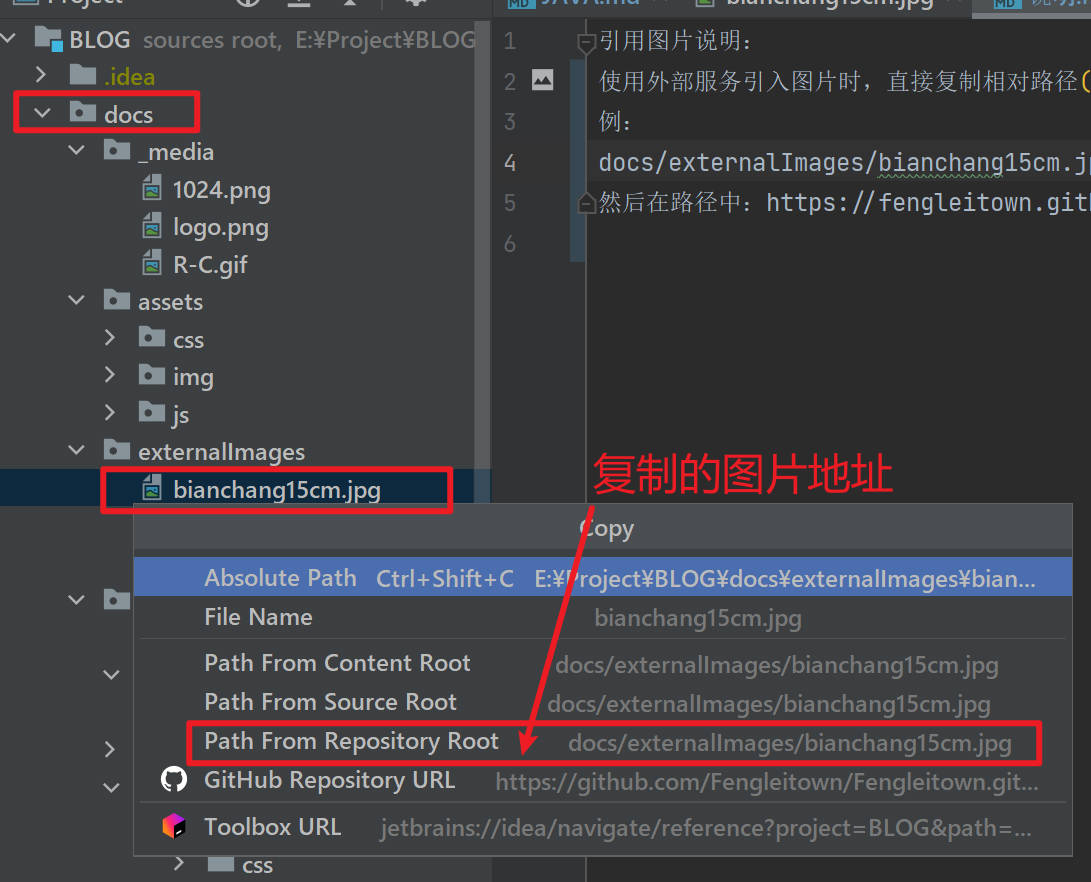 Project
BLOG sources root, E:¥Project¥BLOG
.idea
docs
_media
1024.png
logo.png
R-C.gif
assets
css
img
js
externalImages
bianchang15cm.jpg
JAVA.md
bianchang15cm.jpg
说明.
1 引用图片说明：
2 使用外部服务引入图片时，直接复制相对路径(
3 例：
4 docs/externalImages/bianchang15cm.j
5 然后在路径中：https://fengleitown.git
6
复制的图片地址
Copy
Absolute Path Ctrl+Shift+C E:¥Project¥BLOG¥docs¥externalImages¥bian...
File Name bianchang15cm.jpg
Path From Content Root docs/externalImages/bianchang15cm.jpg
Path From Source Root docs/externalImages/bianchang15cm.jpg
Path From Repository Root docs/externalImages/bianchang15cm.jpg
GitHub Repository URL https://github.com/Fengleitown/Fengleitown.git...
Toolbox URL jetbrains://idea/navigate/reference?project=BLOG&path=...
css